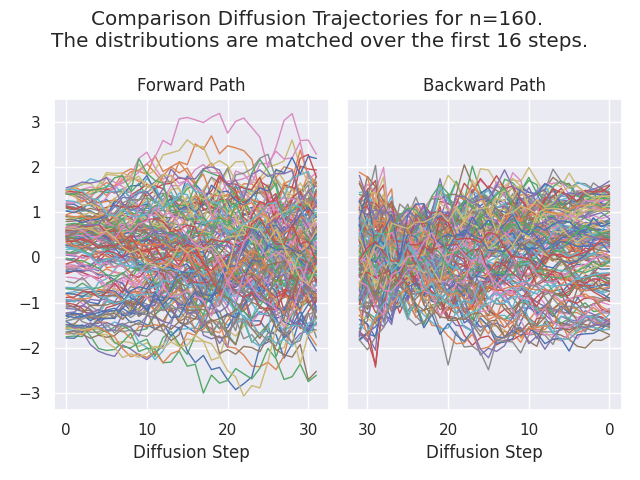 Comparison Diffusion Trajectories for n=160.
The distributions are matched over the first 16 steps.
Forward Path
Backward Path
3
2
1
0
−1
−2
−3
0 10 20 30
30 20 10 0
Diffusion Step
Diffusion Step